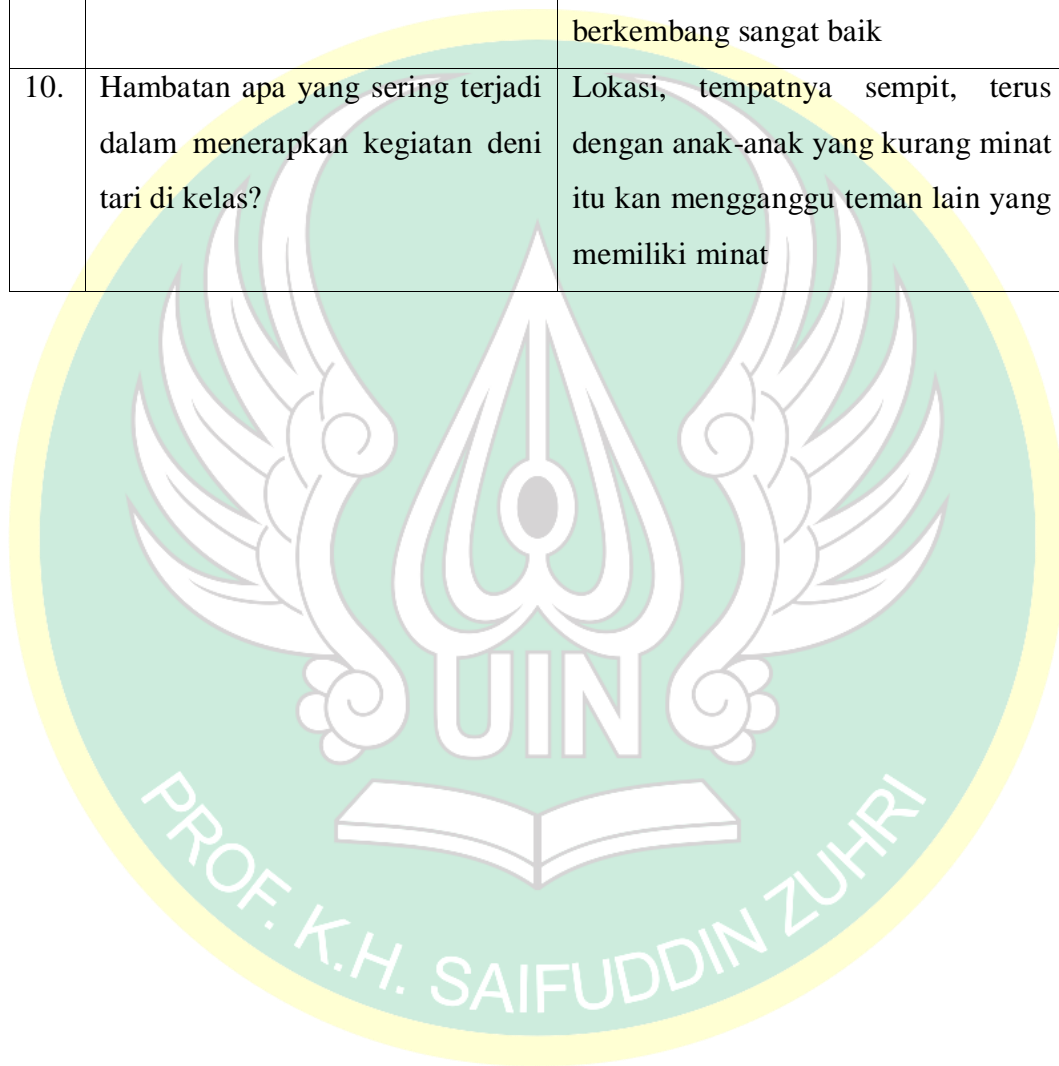 berkembang sangat baik
10. Hambatan apa yang sering terjadi
dalam menerapkan kegiatan deni
tari di kelas?
Lokasi, tempatnya sempit, terus
dengan anak-anak yang kurang minat
itu kan mengganggu teman lain yang
memiliki minat
UIN
PROF. K.H. SAIFUDDIN ZUHRI